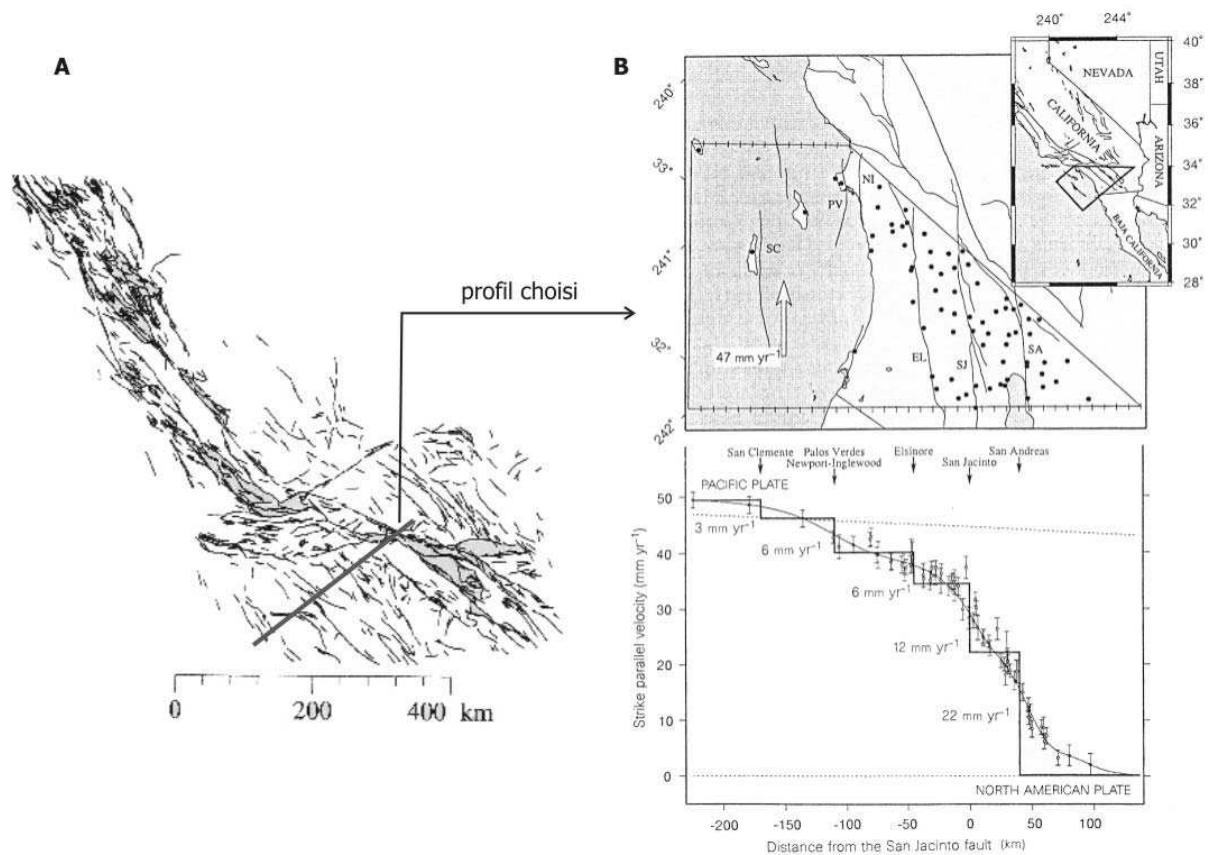 A
profil choisi
0
200
400 km
B
240°
244°
40°
38°
36°
34°
32°
30°
28°
NEVADA
UTAH
CALIFORNIA
ARIZONA
BAJA CALIFORNIA
240°
33°
241°
32°
242°
NI
PV
SC
EL
SJ
SA
47 mm yr⁻¹
San Clemente
Palos Verdes
Newport-Inglewood
Elsinore
San Jacinto
San Andreas
PACIFIC PLATE
3 mm yr⁻¹
6 mm yr⁻¹
6 mm yr⁻¹
12 mm yr⁻¹
22 mm yr⁻¹
NORTH AMERICAN PLATE
Strike parallel velocity (mm yr⁻¹)
50
40
30
20
10
0
-200
-150
-100
-50
0
50
100
Distance from the San Jacinto fault (km)